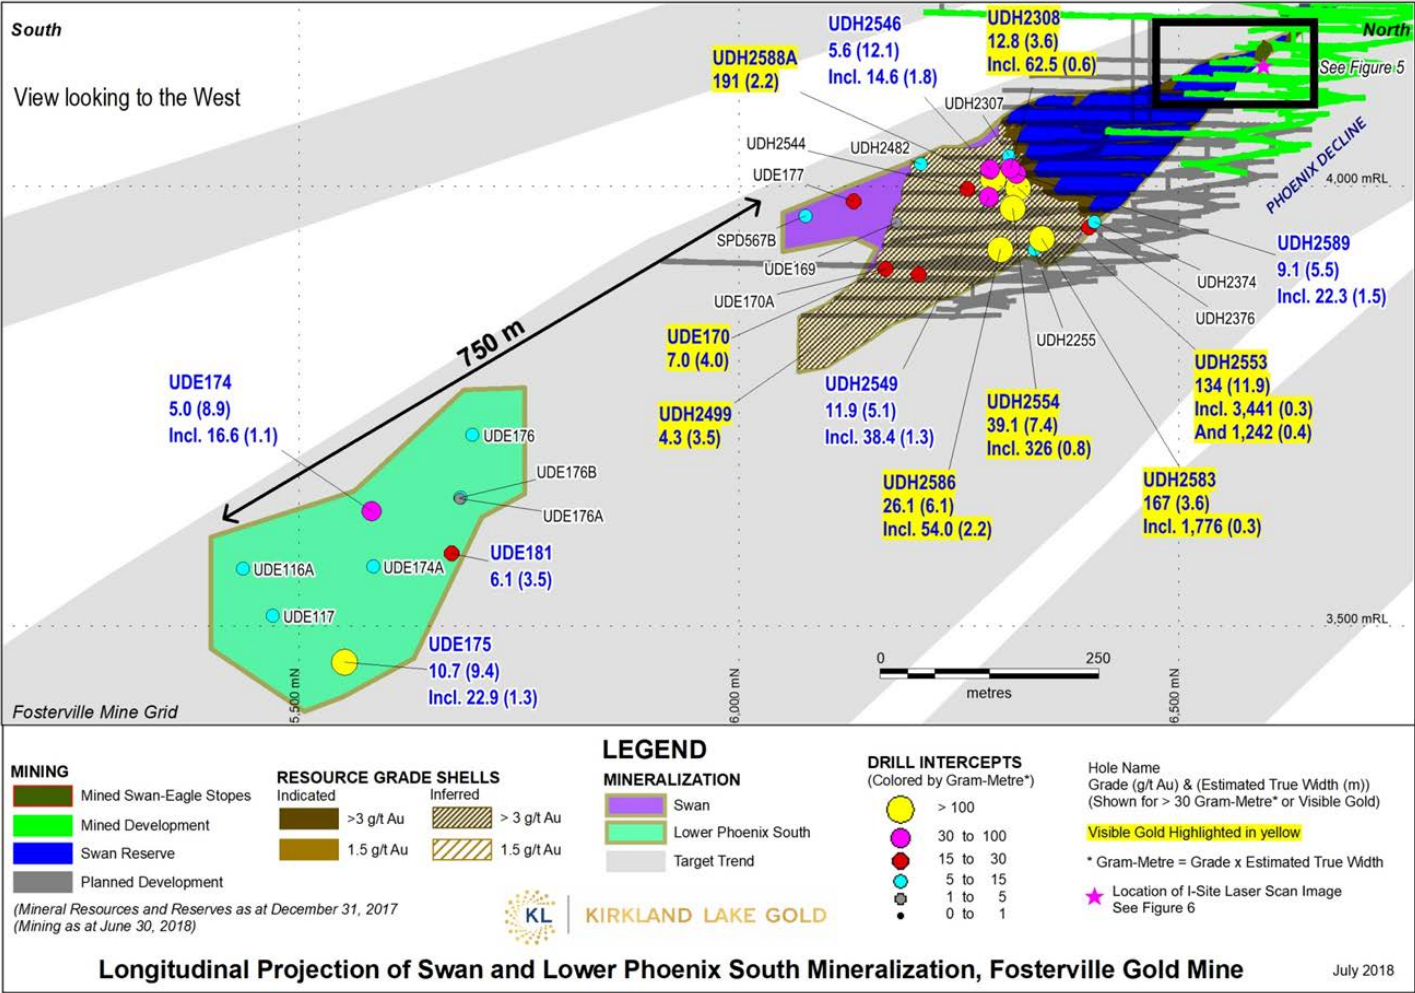 South
North
View looking to the West
UDH2546
5.6 (12.1)
Incl. 14.6 (1.8)
UDH2308
12.8 (3.6)
Incl. 62.5 (0.6)
UDH2588A
191 (2.2)
See Figure 5
UDH2307
UDH2544
UDH2482
UDE177
4,000 mRL
PHOENIX DECLINE
SPD567B
UDE169
UDE170A
UDH2589
9.1 (5.5)
Incl. 22.3 (1.5)
UDH2374
UDH2376
UDH2255
750 m
UDE170
7.0 (4.0)
UDH2499
4.3 (3.5)
UDH2549
11.9 (5.1)
Incl. 38.4 (1.3)
UDH2554
39.1 (7.4)
Incl. 326 (0.8)
UDH2553
134 (11.9)
Incl. 3,441 (0.3)
And 1,242 (0.4)
UDE174
5.0 (8.9)
Incl. 16.6 (1.1)
UDE176
UDE176B
UDE176A
UDH2586
26.1 (6.1)
Incl. 54.0 (2.2)
UDH2583
167 (3.6)
Incl. 1,776 (0.3)
UDE181
6.1 (3.5)
UDE116A
UDE174A
UDE117
3,500 mRL
UDE175
10.7 (9.4)
Incl. 22.9 (1.3)
0 250
metres
5,500 mN
6,000 mN
6,500 mN
Fosterville Mine Grid
LEGEND
MINING
Mined Swan-Eagle Stopes
Mined Development
Swan Reserve
Planned Development
(Mineral Resources and Reserves as at December 31, 2017
(Mining as at June 30, 2018)
RESOURCE GRADE SHELLS
Indicated Inferred
>3 g/t Au > 3 g/t Au
1.5 g/t Au 1.5 g/t Au
MINERALIZATION
Swan
Lower Phoenix South
Target Trend
KL KIRKLAND LAKE GOLD
DRILL INTERCEPTS
(Colored by Gram-Metre*)
> 100
30 to 100
15 to 30
5 to 15
1 to 5
0 to 1
Hole Name
Grade (g/t Au) & (Estimated True Width (m))
(Shown for > 30 Gram-Metre* or Visible Gold)
Visible Gold Highlighted in yellow
* Gram-Metre = Grade x Estimated True Width
Location of I-Site Laser Scan Image
See Figure 6
Longitudinal Projection of Swan and Lower Phoenix South Mineralization, Fosterville Gold Mine
July 2018